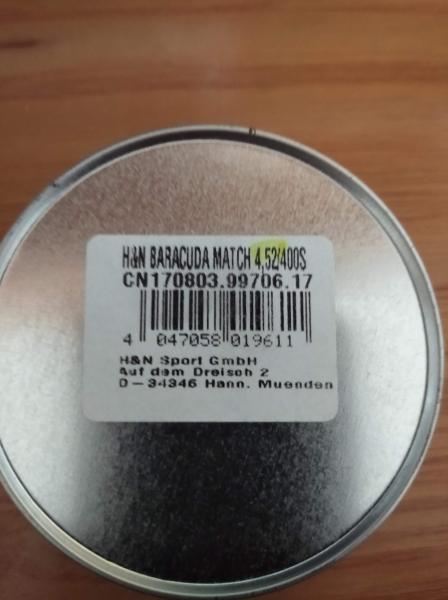 H&N BARACUDA MATCH 4,52/400S
CN170803.99706.17
4 047058 019611
H&N Sport GmbH
Auf dem Dreisch 2
D-34346 Hann. Muenden